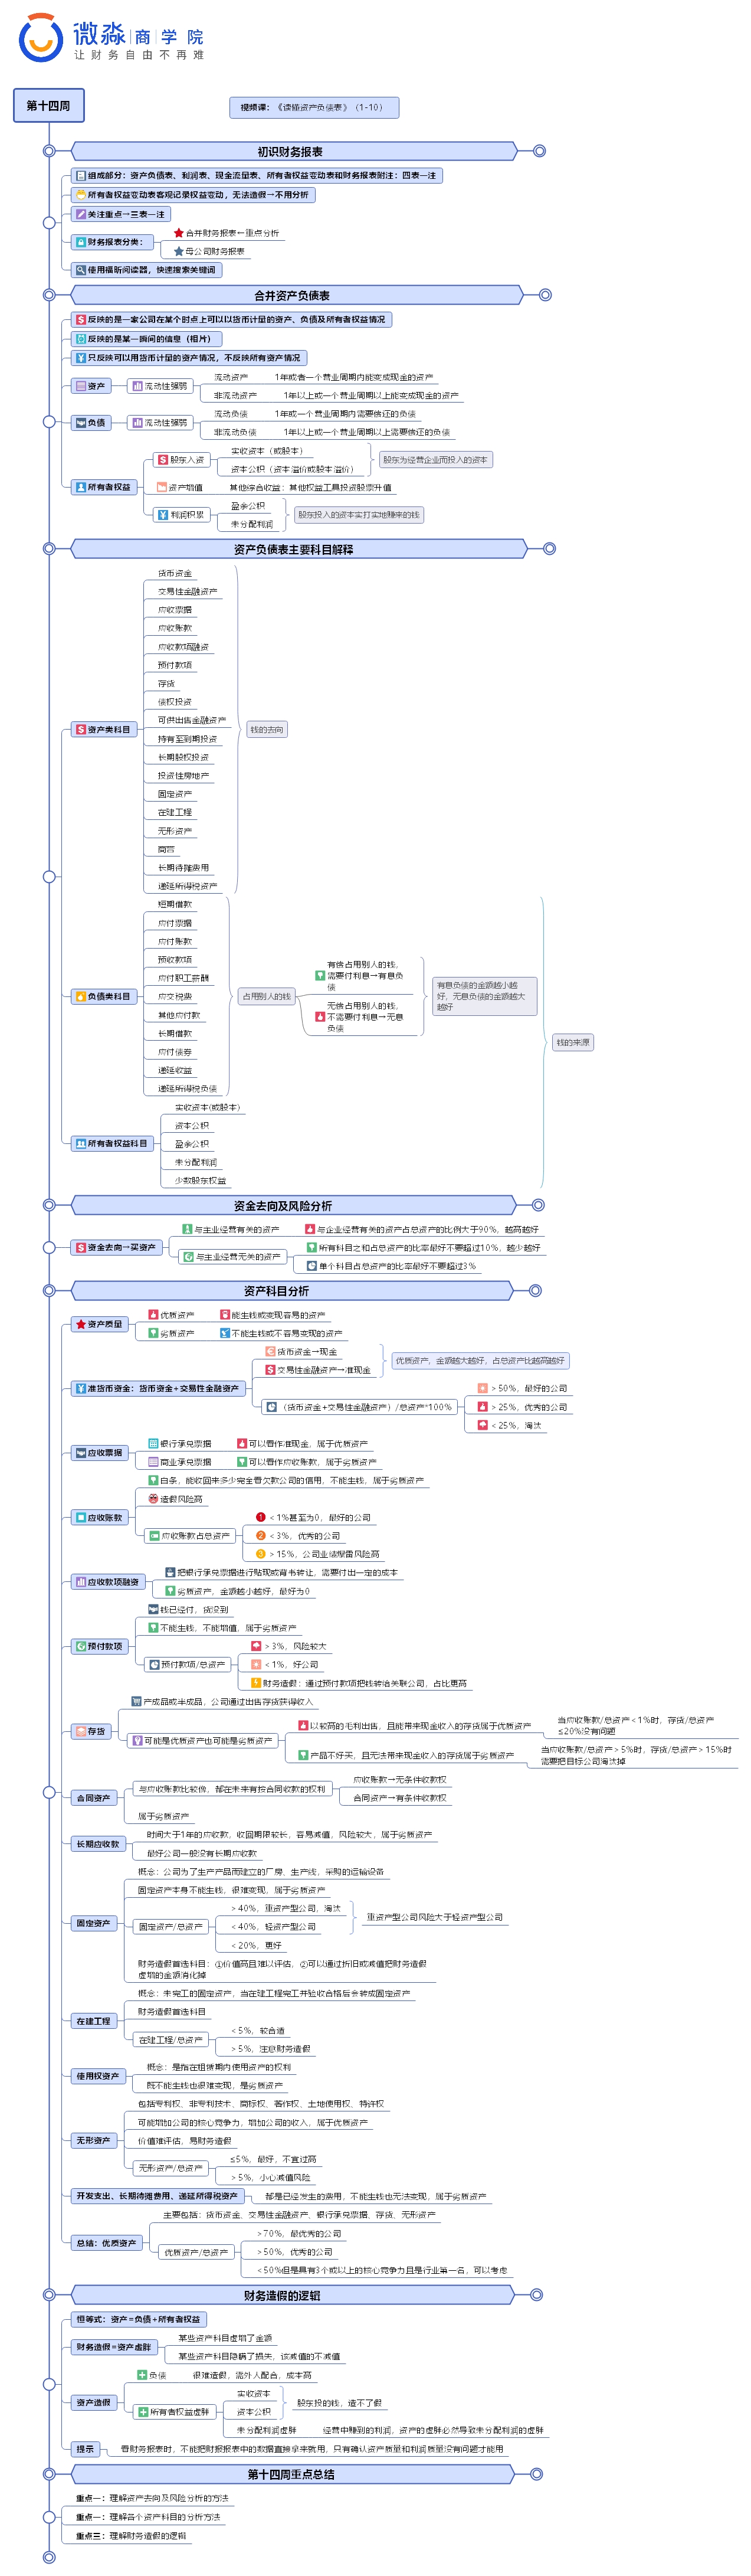 微淼 商学院
让财务自由不再难
第十四周
视频课：《读懂资产负债表》（1-10）
初识财务报表
组成部分：资产负债表、利润表、现金流量表、所有者权益变动表和财务报表附注：四表一注
所有者权益变动表客观记录权益变动，无法造假→不用分析
关注重点→三表一注
财务报表分类：
合并财务报表←重点分析
母公司财务报表
使用福昕阅读器，快速搜索关键词
合并资产负债表
反映的是一家公司在某个时点上可以以货币计量的资产、负债及所有者权益情况
反映的是某一瞬间的信息（相片）
只反映可以用货币计量的资产情况，不反映所有资产情况
资产
流动性强弱
流动资产
1年或者一个营业周期内能变成现金的资产
非流动资产
1年以上或一个营业周期以上能变成现金的资产
负债
流动性强弱
流动负债
1年或一个营业周期内需要偿还的负债
非流动负债
1年以上或一个营业周期以上需要偿还的负债
所有者权益
股东入资
实收资本（或股本）
资本公积（资本溢价或股本溢价）
股东为经营企业而投入的资本
资产增值
其他综合收益：其他权益工具投资股票升值
利润积累
盈余公积
未分配利润
股东投入的资本实打实地赚来的钱
资产负债表主要科目解释
资产类科目
货币资金
交易性金融资产
应收票据
应收账款
应收款项融资
预付款项
存货
债权投资
可供出售金融资产
持有至到期投资
长期股权投资
投资性房地产
固定资产
在建工程
无形资产
商誉
长期待摊费用
递延所得税资产
钱的去向
负债类科目
短期借款
应付票据
应付账款
预收款项
应付职工薪酬
应交税费
其他应付款
长期借款
应付债券
递延收益
递延所得税负债
占用别人的钱
有偿占用别人的钱，
需要付利息→有息负
债
无偿占用别人的钱，
不需要付利息→无息
负债
有息负债的金额越小越
好，无息负债的金额越大
越好
钱的来源
所有者权益科目
实收资本(或股本)
资本公积
盈余公积
未分配利润
少数股东权益
资金去向及风险分析
资金去向→买资产
与主业经营有关的资产
与企业经营有关的资产占总资产的比例大于90%，越高越好
与主业经营无关的资产
所有科目之和占总资产的比率最好不要超过10%，越少越好
单个科目占总资产的比率最好不要超过3%
资产科目分析
资产质量
优质资产
能生钱或变现容易的资产
劣质资产
不能生钱或不容易变现的资产
准货币资金：货币资金+交易性金融资产
货币资金→现金
交易性金融资产→准现金
优质资产，金额越大越好，占总资产比越高越好
（货币资金+交易性金融资产）/总资产*100%
＞50%，最好的公司
＞25%，优秀的公司
＜25%，淘汰
应收票据
银行承兑票据
可以看作准现金，属于优质资产
商业承兑票据
可以看作应收账款，属于劣质资产
应收账款
白条，能收回来多少完全看欠款公司的信用，不能生钱，属于劣质资产
造假风险高
应收账款占总资产
＜1%甚至为0，最好的公司
＜3%，优秀的公司
＞15%，公司业绩爆雷风险高
应收款项融资
把银行承兑票据进行贴现或背书转让，需要付出一定的成本
劣质资产，金额越小越好，最好为0
预付款项
钱已经付，货没到
不能生钱，不能增值，属于劣质资产
预付款项/总资产
＞3%，风险较大
＜1%，好公司
财务造假：通过预付款项把钱转给关联公司，占比更高
存货
产成品或半成品，公司通过出售存货获得收入
可能是优质资产也可能是劣质资产
以较高的毛利出售，且能带来现金收入的存货属于优质资产
当应收账款/总资产＜1%时，存货/总资产
≤20%没有问题
产品不好卖，且无法带来现金收入的存货属于劣质资产
当应收账款/总资产＞5%时，存货/总资产＞15%时
需要把目标公司淘汰掉
合同资产
与应收账款比较像，都在未来有按合同收款的权利
应收账款→无条件收款权
合同资产→有条件收款权
属于劣质资产
长期应收款
时间大于1年的应收款，收回期限较长，容易减值，风险较大，属于劣质资产
最好公司一般没有长期应收款
固定资产
概念：公司为了生产产品而建立的厂房、生产线，采购的运输设备
固定资产本身不能生钱，很难变现，属于劣质资产
固定资产/总资产
＞40%，重资产型公司，淘汰
＜40%，轻资产型公司
＜20%，更好
重资产型公司风险大于轻资产型公司
财务造假首选科目：①价值高且难以评估，②可以通过折旧或减值把财务造假
虚增的金额消化掉
在建工程
概念：未完工的固定资产，当在建工程完工并验收合格后会转成固定资产
财务造假首选科目
在建工程/总资产
＜5%，较合适
＞5%，注意财务造假
使用权资产
概念：是指在租赁期内使用资产的权利
既不能生钱也很难变现，是劣质资产
无形资产
包括专利权、非专利技术、商标权、著作权、土地使用权、特许权
可能增加公司的核心竞争力，增加公司的收入，属于优质资产
价值难评估，易财务造假
无形资产/总资产
≤5%，最好，不宜过高
＞5%，小心减值风险
开发支出、长期待摊费用、递延所得税资产
都是已经发生的费用，不能生钱也无法变现，属于劣质资产
总结：优质资产
主要包括：货币资金、交易性金融资产、银行承兑票据、存货、无形资产
优质资产/总资产
＞70%，最优秀的公司
＞50%，优秀的公司
＜50%但是具有3个或以上的核心竞争力且是行业第一名，可以考虑
财务造假的逻辑
恒等式：资产=负债+所有者权益
财务造假=资产虚胖
某些资产科目虚增了金额
某些资产科目隐瞒了损失，该减值的不减值
资产造假
负债
很难造假，需外人配合，成本高
所有者权益虚胖
实收资本
资本公积
股东投的钱，造不了假
未分配利润虚胖
经营中赚到的利润，资产的虚胖必然导致未分配利润的虚胖
提示
看财务报表时，不能把财报报表中的数据直接拿来就用，只有确认资产质量和利润质量没有问题才能用
第十四周重点总结
重点一：理解资产去向及风险分析的方法
重点一：理解各个资产科目的分析方法
重点三：理解财务造假的逻辑